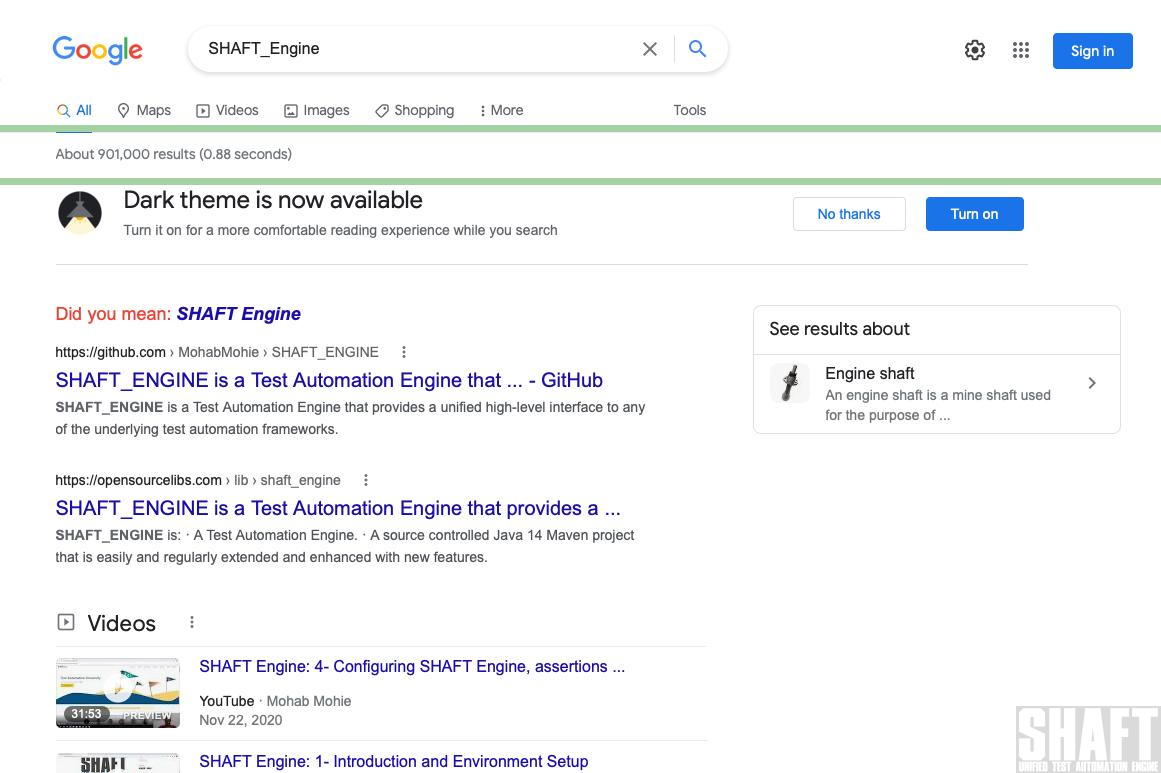 Google
SHAFT_Engine
Sign in
All
Maps
Videos
Images
Shopping
More
Tools
About 901,000 results (0.88 seconds)
Dark theme is now available
Turn it on for a more comfortable reading experience while you search
No thanks
Turn on
Did you mean: SHAFT Engine
https://github.com › MohabMohie › SHAFT_ENGINE
SHAFT_ENGINE is a Test Automation Engine that ... - GitHub
SHAFT_ENGINE is a Test Automation Engine that provides a unified high-level interface to any
of the underlying test automation frameworks.
https://opensourcelibs.com › lib › shaft_engine
SHAFT_ENGINE is a Test Automation Engine that provides a ...
SHAFT_ENGINE is: · A Test Automation Engine. · A source controlled Java 14 Maven project
that is easily and regularly extended and enhanced with new features.
See results about
Engine shaft
An engine shaft is a mine shaft used
for the purpose of ...
Videos
SHAFT Engine: 4- Configuring SHAFT Engine, assertions ...
31:53
PREVIEW
YouTube · Mohab Mohie
Nov 22, 2020
SHAFT
SHAFT Engine: 1- Introduction and Environment Setup
SHAFT
UNIFIED TEST AUTOMATION ENGINE